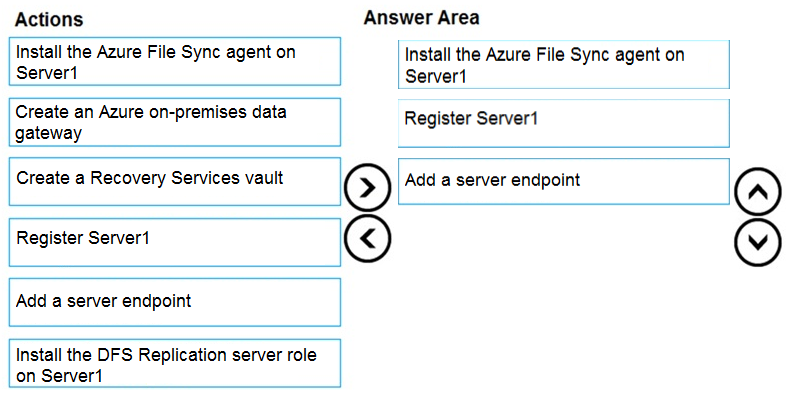 Actions
Install the Azure File Sync agent on
Server1
Create an Azure on-premises data
gateway
Create a Recovery Services vault
Register Server1
Add a server endpoint
Install the DFS Replication server role
on Server1
Answer Area
Install the Azure File Sync agent on
Server1
Register Server1
Add a server endpoint